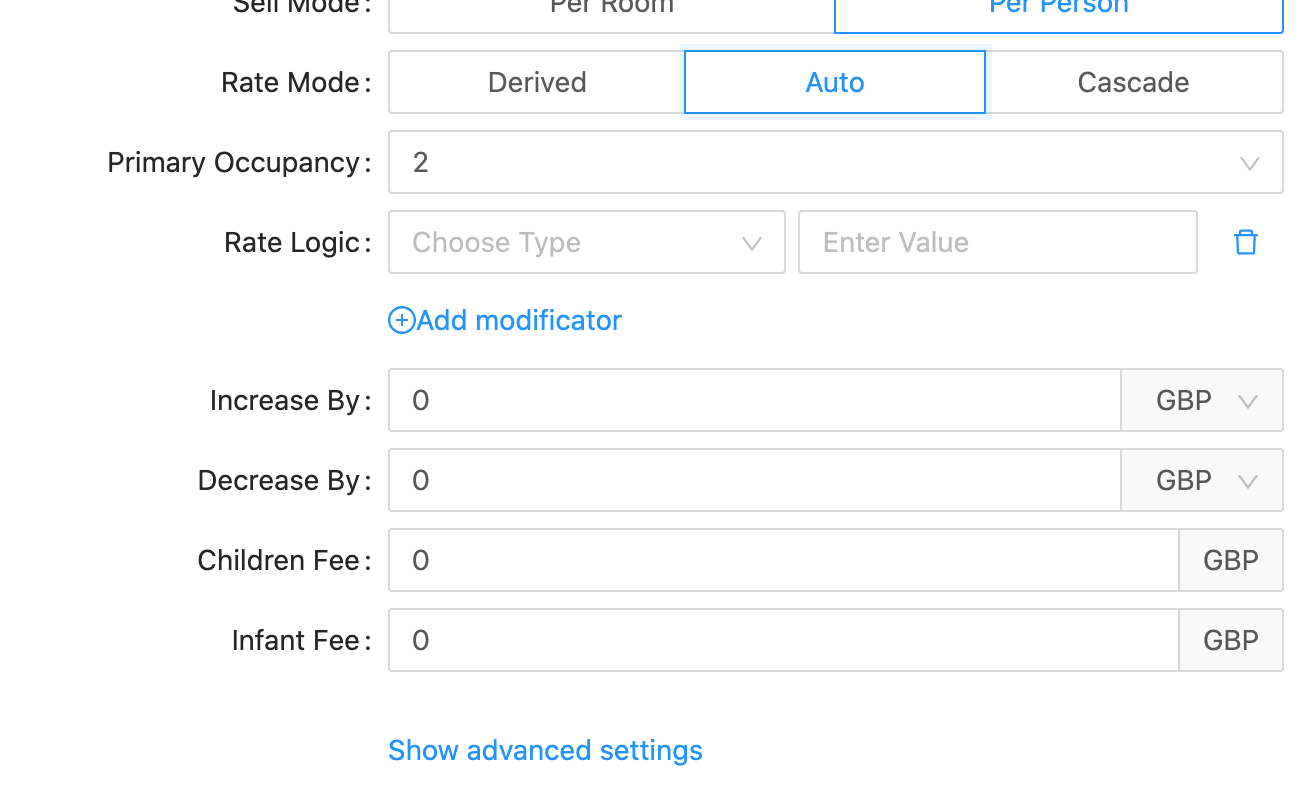 Sell Mode: Per Room Per Person
Rate Mode: Derived Auto Cascade
Primary Occupancy: 2
Rate Logic: Choose Type Enter Value
Add modificator
Increase By: 0 GBP
Decrease By: 0 GBP
Children Fee: 0 GBP
Infant Fee: 0 GBP
Show advanced settings